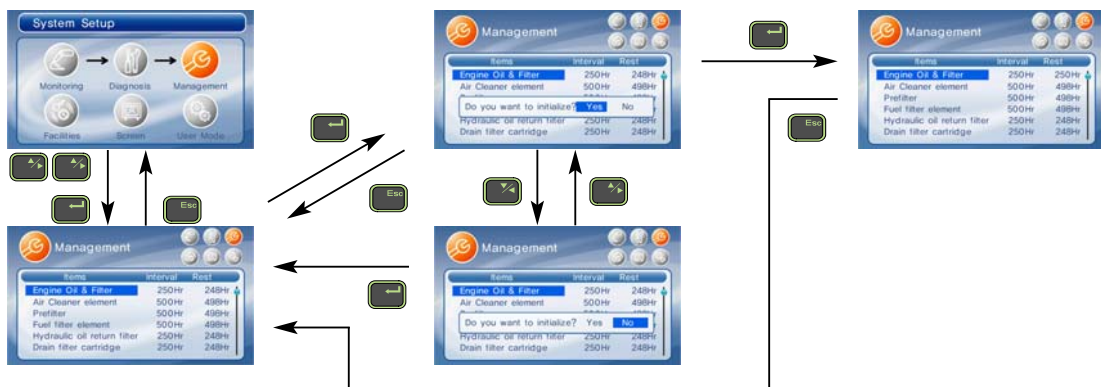 System Setup
Monitoring
Diagnosis
Management
Facilities
Screen
User Mode
Esc
Management
Items Interval Rest
Engine Oil & Filter 250Hr 248Hr
Air Cleaner element 500Hr 498Hr
Prefilter 500Hr 498Hr
Fuel filter element 500Hr 498Hr
Hydraulic oil return filter 250Hr 248Hr
Drain filter cartridge 250Hr 248Hr
Esc
Management
Items Interval Rest
Engine Oil & Filter 250Hr 248Hr
Air Cleaner element 500Hr 498Hr
Do you want to initialize? Yes No
Hydraulic oil return filter 250Hr 248Hr
Drain filter cartridge 250Hr 248Hr
Management
Items Interval Rest
Engine Oil & Filter 250Hr 248Hr
Air Cleaner element 500Hr 498Hr
Do you want to initialize? Yes No
Hydraulic oil return filter 250Hr 248Hr
Drain filter cartridge 250Hr 248Hr
Esc
Management
Items Interval Rest
Engine Oil & Filter 250Hr 250Hr
Air Cleaner element 500Hr 498Hr
Prefilter 500Hr 498Hr
Fuel filter element 500Hr 498Hr
Hydraulic oil return filter 250Hr 248Hr
Drain filter cartridge 250Hr 248Hr